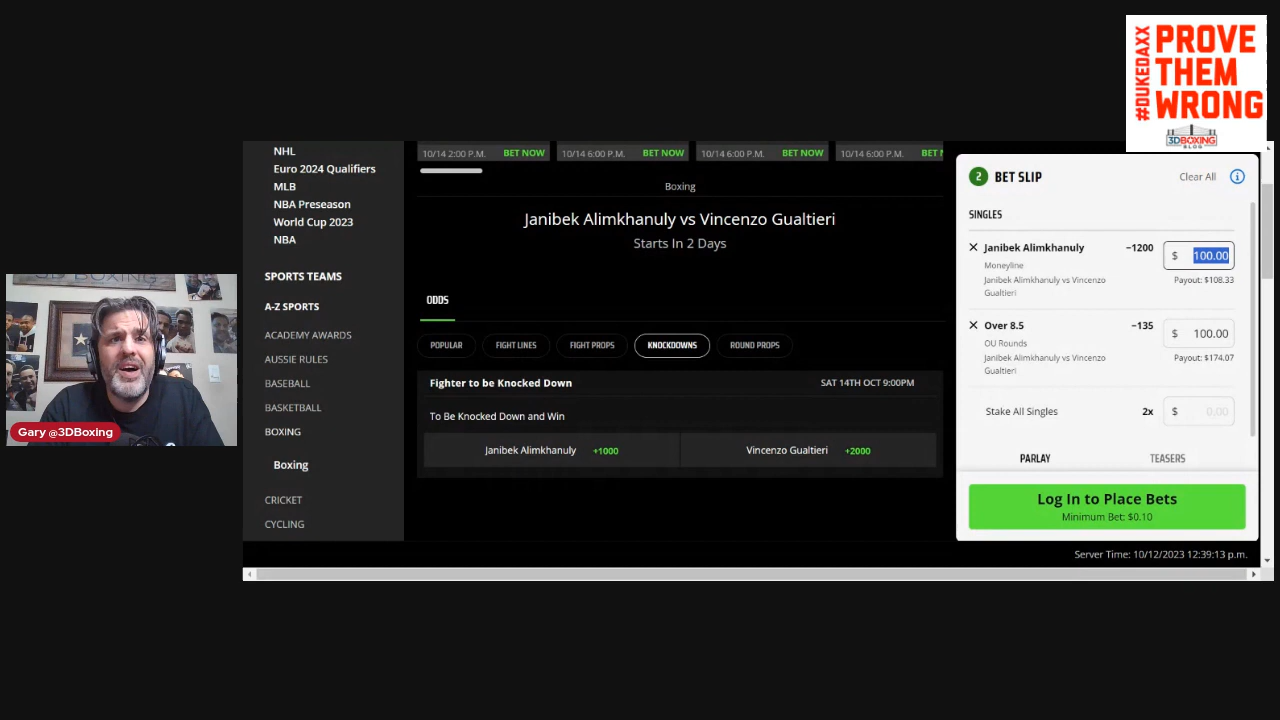 #DUKEDAXX
PROVE
THEM
WRONG
3DBOXING
BLOG
NHL
Euro 2024 Qualifiers
MLB
NBA Preseason
World Cup 2023
NBA
SPORTS TEAMS
A-Z SPORTS
ACADEMY AWARDS
AUSSIE RULES
BASEBALL
BASKETBALL
BOXING
Boxing
CRICKET
CYCLING
10/14 2:00 P.M. BET NOW
10/14 6:00 P.M. BET NOW
10/14 6:00 P.M. BET NOW
10/14 6:00 P.M. BET N
Boxing
Janibek Alimkhanuly vs Vincenzo Gualtieri
Starts In 2 Days
ODDS
POPULAR FIGHT LINES FIGHT PROPS KNOCKDOWNS ROUND PROPS
Fighter to be Knocked Down SAT 14TH OCT 9:00PM
To Be Knocked Down and Win
Janibek Alimkhanuly +1000 Vincenzo Gualtieri +2000
2 BET SLIP Clear All i
SINGLES
Janibek Alimkhanuly −1200 $ 100.00
Moneyline
Janibek Alimkhanuly vs Vincenzo
Gualtieri
Payout: $108.33
Over 8.5 −135 $ 100.00
OU Rounds
Janibek Alimkhanuly vs Vincenzo
Gualtieri
Payout: $174.07
Stake All Singles 2x $ 0.00
PARLAY TEASERS
Log In to Place Bets
Minimum Bet: $0.10
Server Time: 10/12/2023 12:39:13 p.m.
3D BOXING
Gary @3DBoxing